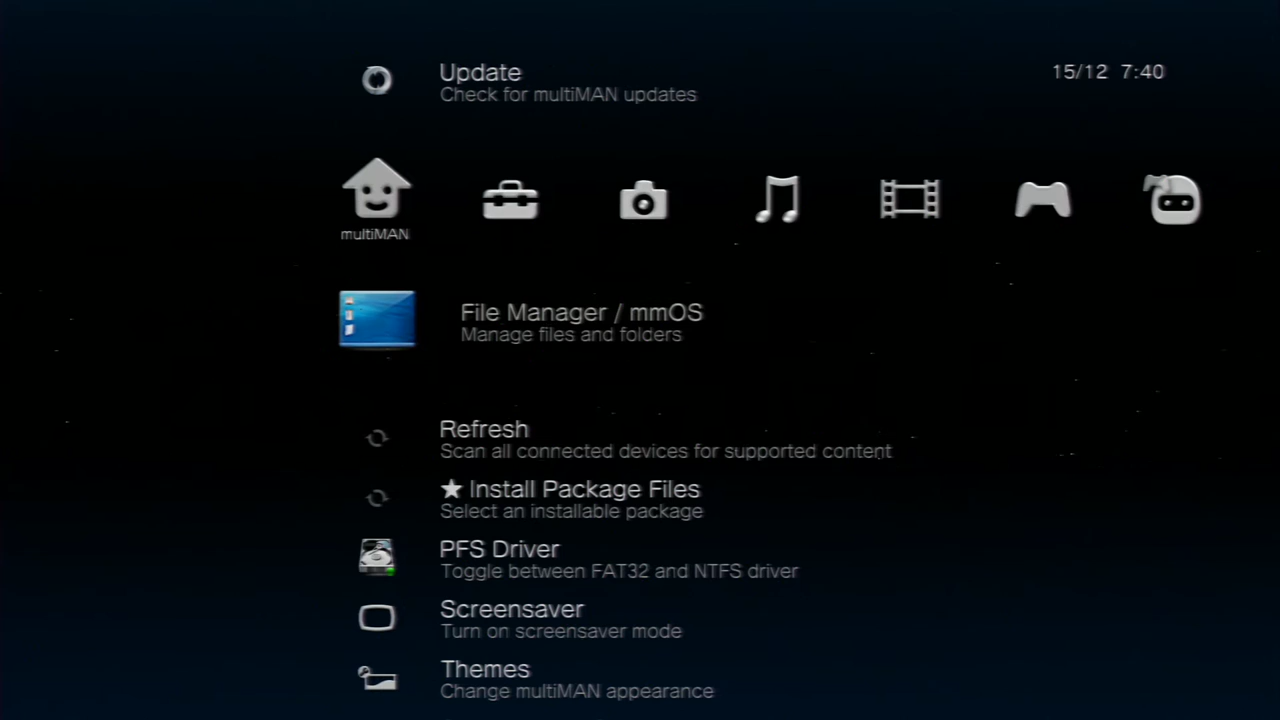 Update
Check for multiMAN updates
15/12 7:40
multiMAN
File Manager / mmOS
Manage files and folders
Refresh
Scan all connected devices for supported content
★ Install Package Files
Select an installable package
PFS Driver
Toggle between FAT32 and NTFS driver
Screensaver
Turn on screensaver mode
Themes
Change multiMAN appearance